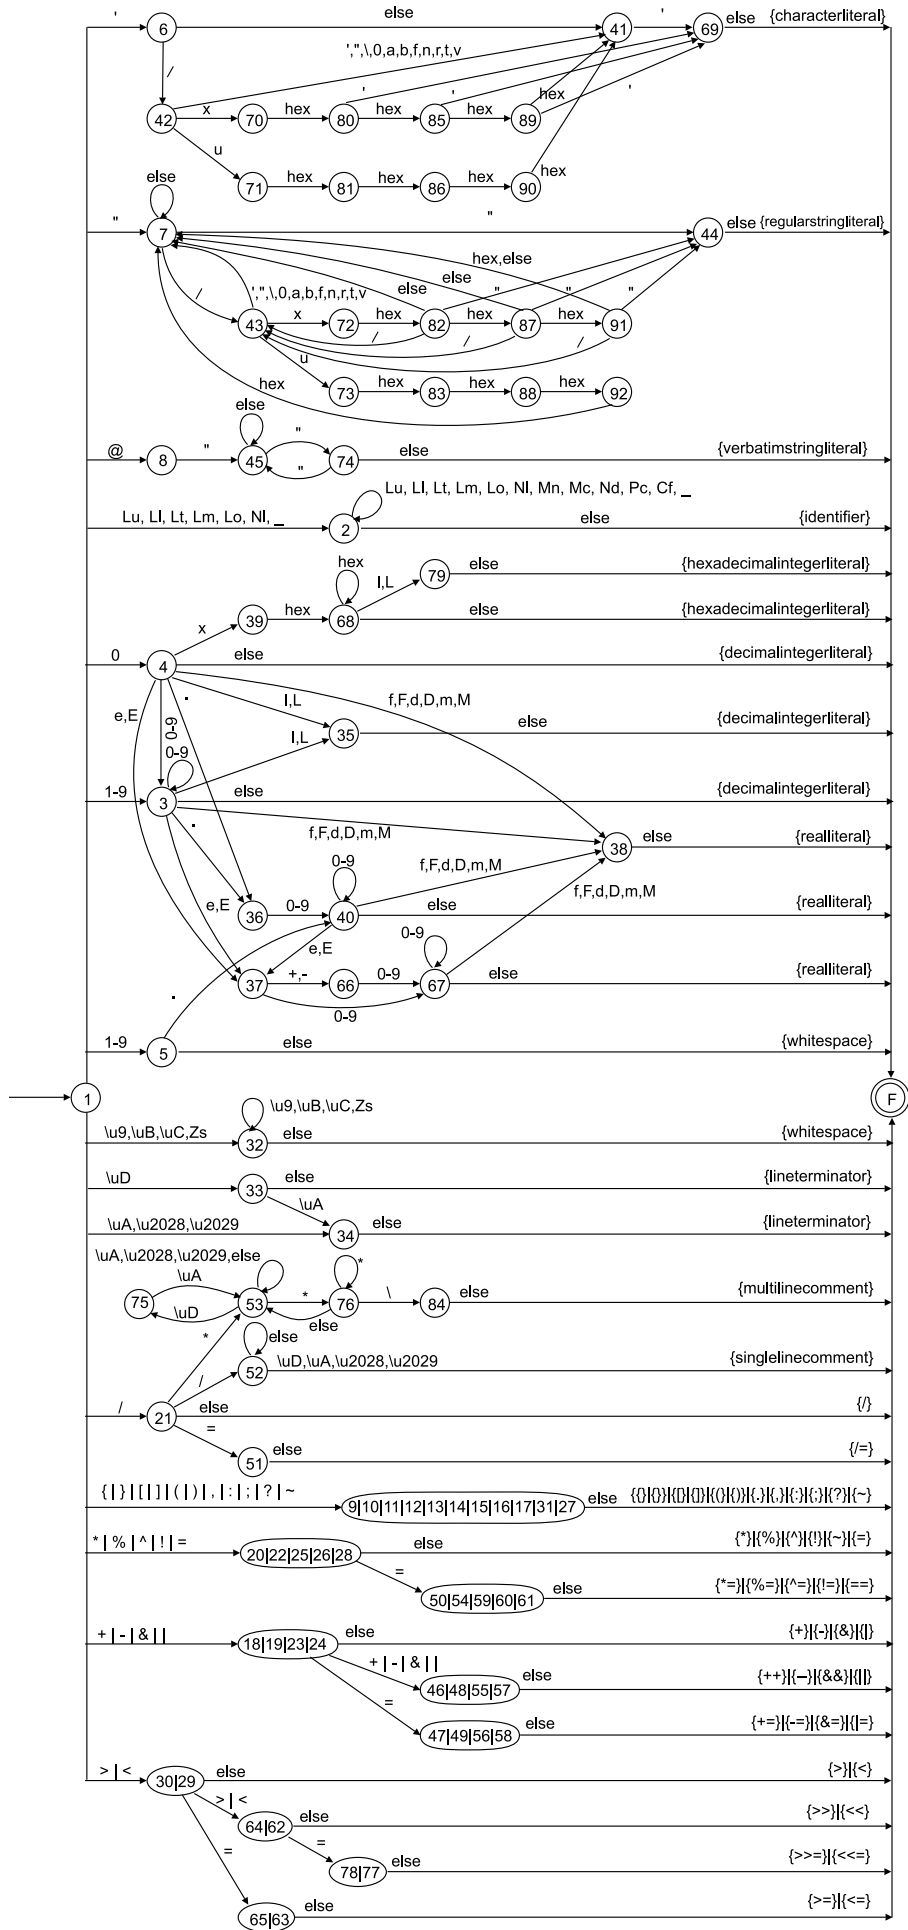 ' 6 else 41 ' 69 else {characterliteral}
/ ',",\,0,a,b,f,n,r,t,v
42 x 70 hex 80 ' hex 85 ' hex 89 hex '
u 71 hex 81 hex 86 hex 90 hex
else
" 7 " 44 else {regularstringliteral}
hex,else
else
else
/ ',",\,0,a,b,f,n,r,t,v " " "
43 x 72 hex 82 hex 87 hex 91
/ / /
u
hex 73 hex 83 hex 88 hex 92
else
@ 8 " 45 " " 74 else {verbatimstringliteral}
Lu, Ll, Lt, Lm, Lo, Nl, Mn, Mc, Nd, Pc, Cf, _
Lu, Ll, Lt, Lm, Lo, Nl, _ 2 else {identifier}
hex l,L 79 else {hexadecimalintegerliteral}
x 39 hex 68 else {hexadecimalintegerliteral}
0 4 else {decimalintegerliteral}
e,E 0-9 . l,L f,F,d,D,m,M
35 else {decimalintegerliteral}
0-9 l,L
1-9 3 else {decimalintegerliteral}
. f,F,d,D,m,M 38 else {realliteral}
e,E 0-9 f,F,d,D,m,M
36 0-9 40 else {realliteral}
f,F,d,D,m,M
e,E 0-9
. 37 +,- 66 0-9 67 else {realliteral}
0-9
1-9 5 else {whitespace}
1 F
\u9,\uB,\uC,Zs
\u9,\uB,\uC,Zs 32 else {whitespace}
\uD 33 else {lineterminator}
\uA
\uA,\u2028,\u2029 34 else {lineterminator}
\uA,\u2028,\u2029,else *
75 \uA \uD 53 * else 76 \ 84 else {multilinecomment}
* else
/ 52 \uD,\uA,\u2028,\u2029 {singlelinecomment}
/ 21 else {/}
= 51 else {/=}
{ | } | [ | ] | ( | ) | , | : | ; | ? | ~ 9|10|11|12|13|14|15|16|17|31|27 else {{}|{}}|{[}|{]}|{(}|{)}|{.}|{,}|{:}|{;}|{?}|{~}
* | % | ^ | ! | = 20|22|25|26|28 else {*}|{%}|{^}|{!}|{~}|{=}
= 50|54|59|60|61 else {*=}|{%=}|{^=}|{!=}|{==}
+ | - | & | | 18|19|23|24 else {+}|{-}|{&}|{|}
+ | - | & | | 46|48|55|57 else {++}|{--}|{&&}|{||}
= 47|49|56|58 else {+=}|{-=}|{&=}|{|=}
> | < 30|29 else {>}|{<}
> | < 64|62 else {>>}|{<<}
= 78|77 else {>>=}|{<<=}
= 65|63 else {>=}|{<=}